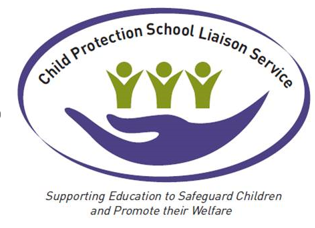 Child Protection School Liaison Service
Supporting Education to Safeguard Children
and Promote their Welfare